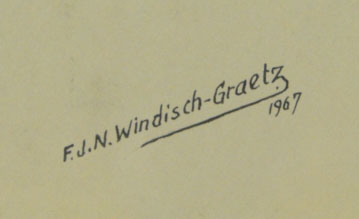 F.J.N. Windisch-Graetz
1967